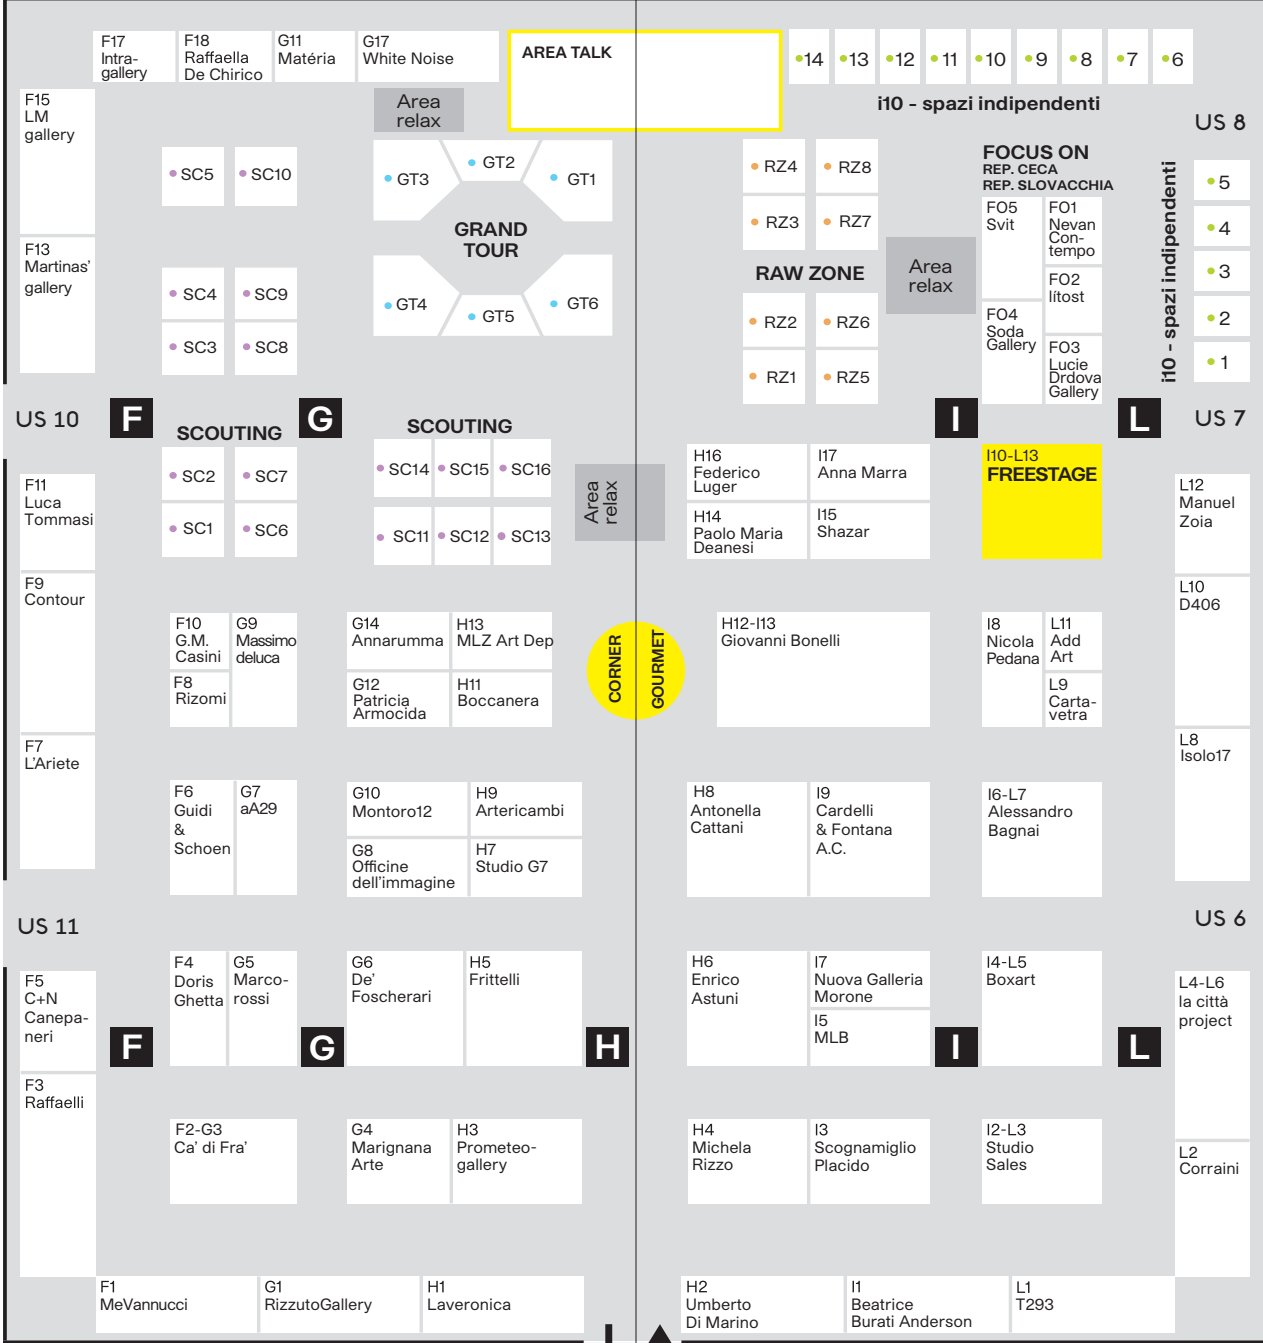 F17
Intra-
gallery
F18
Raffaella
De Chirico
G11
Matéria
G17
White Noise
AREA TALK
14
13
12
11
10
9
8
7
6
i10 - spazi indipendenti
US 8
F15
LM
gallery
Area
relax
SC5
SC10
GT3
GT2
GT1
GRAND
TOUR
GT4
GT5
GT6
RZ4
RZ8
RZ3
RZ7
RAW ZONE
RZ2
RZ6
RZ1
RZ5
Area
relax
FOCUS ON
REP. CECA
REP. SLOVACCHIA
FO5
Svit
FO1
Nevan
Con-
tempo
FO2
lítost
FO4
Soda
Gallery
FO3
Lucie
Drdova
Gallery
i10 - spazi indipendenti
5
4
3
2
1
F13
Martinas'
gallery
SC4
SC9
SC3
SC8
US 10
F
G
SCOUTING
SCOUTING
I
L
US 7
SC2
SC7
SC1
SC6
SC14
SC15
SC16
SC11
SC12
SC13
Area
relax
H16
Federico
Luger
I17
Anna Marra
H14
Paolo Maria
Deanesi
I15
Shazar
I10-L13
FREESTAGE
F11
Luca
Tommasi
L12
Manuel
Zoia
F9
Contour
L10
D406
F10
G.M.
Casini
G9
Massimo
deluca
F8
Rizomi
G14
Annarumma
H13
MLZ Art Dep
G12
Patricia
Armocida
H11
Boccanera
CORNER
GOURMET
H12-I13
Giovanni Bonelli
I8
Nicola
Pedana
L11
Add
Art
L9
Carta-
vetra
F7
L'Ariete
L8
Isolo17
F6
Guidi
&
Schoen
G7
aA29
G10
Montoro12
H9
Artericambi
G8
Officine
dell'immagine
H7
Studio G7
H8
Antonella
Cattani
I9
Cardelli
& Fontana
A.C.
I6-L7
Alessandro
Bagnai
US 11
US 6
F5
C+N
Canepa-
neri
F4
Doris
Ghetta
G5
Marco-
rossi
G6
De'
Foscherari
H5
Frittelli
H6
Enrico
Astuni
I7
Nuova Galleria
Morone
I5
MLB
I4-L5
Boxart
L4-L6
la città
project
F
G
H
I
L
F3
Raffaelli
F2-G3
Ca' di Fra'
G4
Marignana
Arte
H3
Prometeo-
gallery
H4
Michela
Rizzo
I3
Scognamiglio
Placido
I2-L3
Studio
Sales
L2
Corraini
F1
MeVannucci
G1
RizzutoGallery
H1
Laveronica
H2
Umberto
Di Marino
I1
Beatrice
Burati Anderson
L1
T293